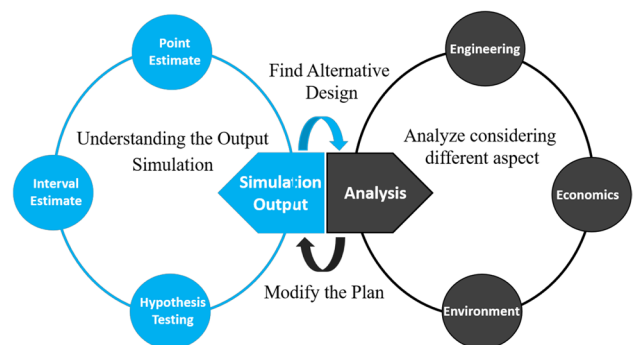 Point
Estimate
Engineering
Find Alternative
Design
Understanding the Output
Simulation
Analyze considering
different aspect
Interval
Estimate
Simulation
Output
Analysis
Economics
Modify the Plan
Hypothesis
Testing
Environment